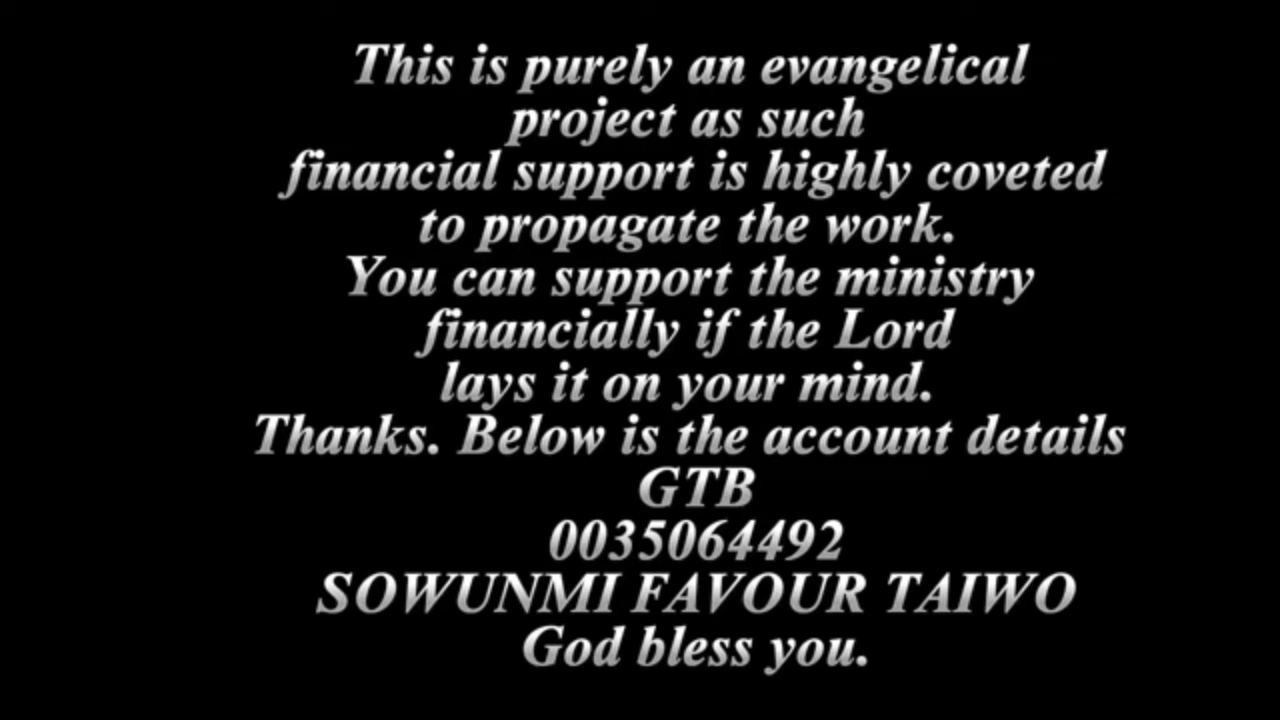 This is purely an evangelical
project as such
financial support is highly coveted
to propagate the work.
You can support the ministry
financially if the Lord
lays it on your mind.
Thanks. Below is the account details
GTB
0035064492
SOWUNMI FAVOUR TAIWO
God bless you.